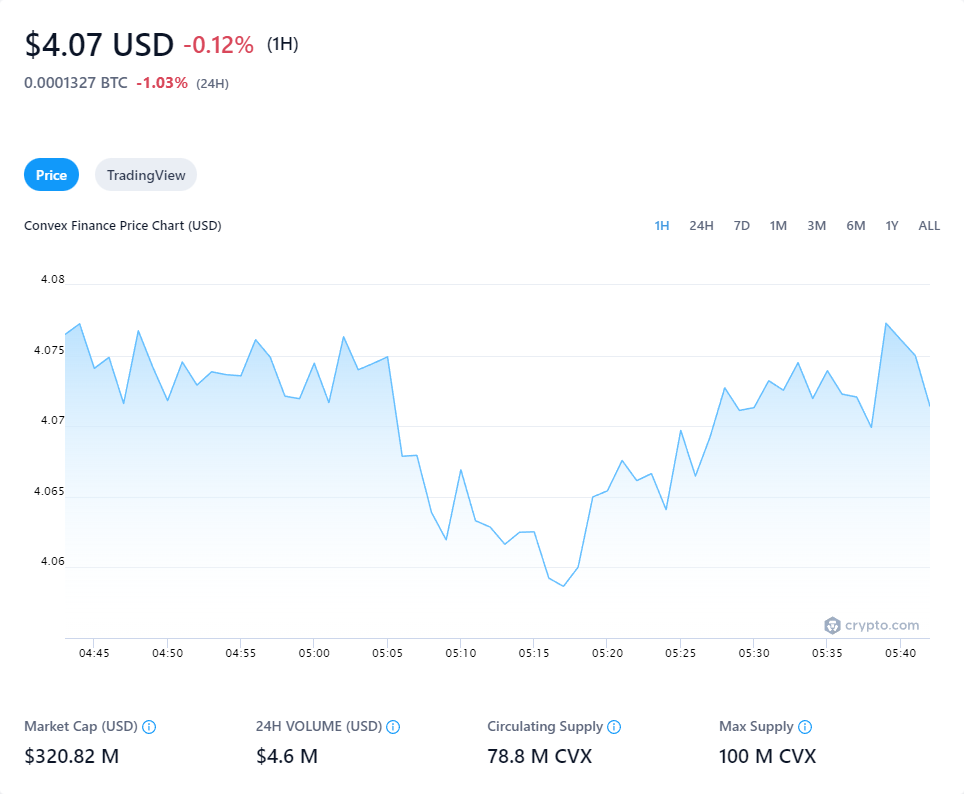 $4.07 USD -0.12% (1H)
0.0001327 BTC -1.03% (24H)
Price TradingView
Convex Finance Price Chart (USD) 1H 24H 7D 1M 3M 6M 1Y ALL
4.08
4.075
4.07
4.065
4.06
crypto.com
04:45 04:50 04:55 05:00 05:05 05:10 05:15 05:20 05:25 05:30 05:35 05:40
Market Cap (USD) 24H VOLUME (USD) Circulating Supply Max Supply
$320.82 M $4.6 M 78.8 M CVX 100 M CVX